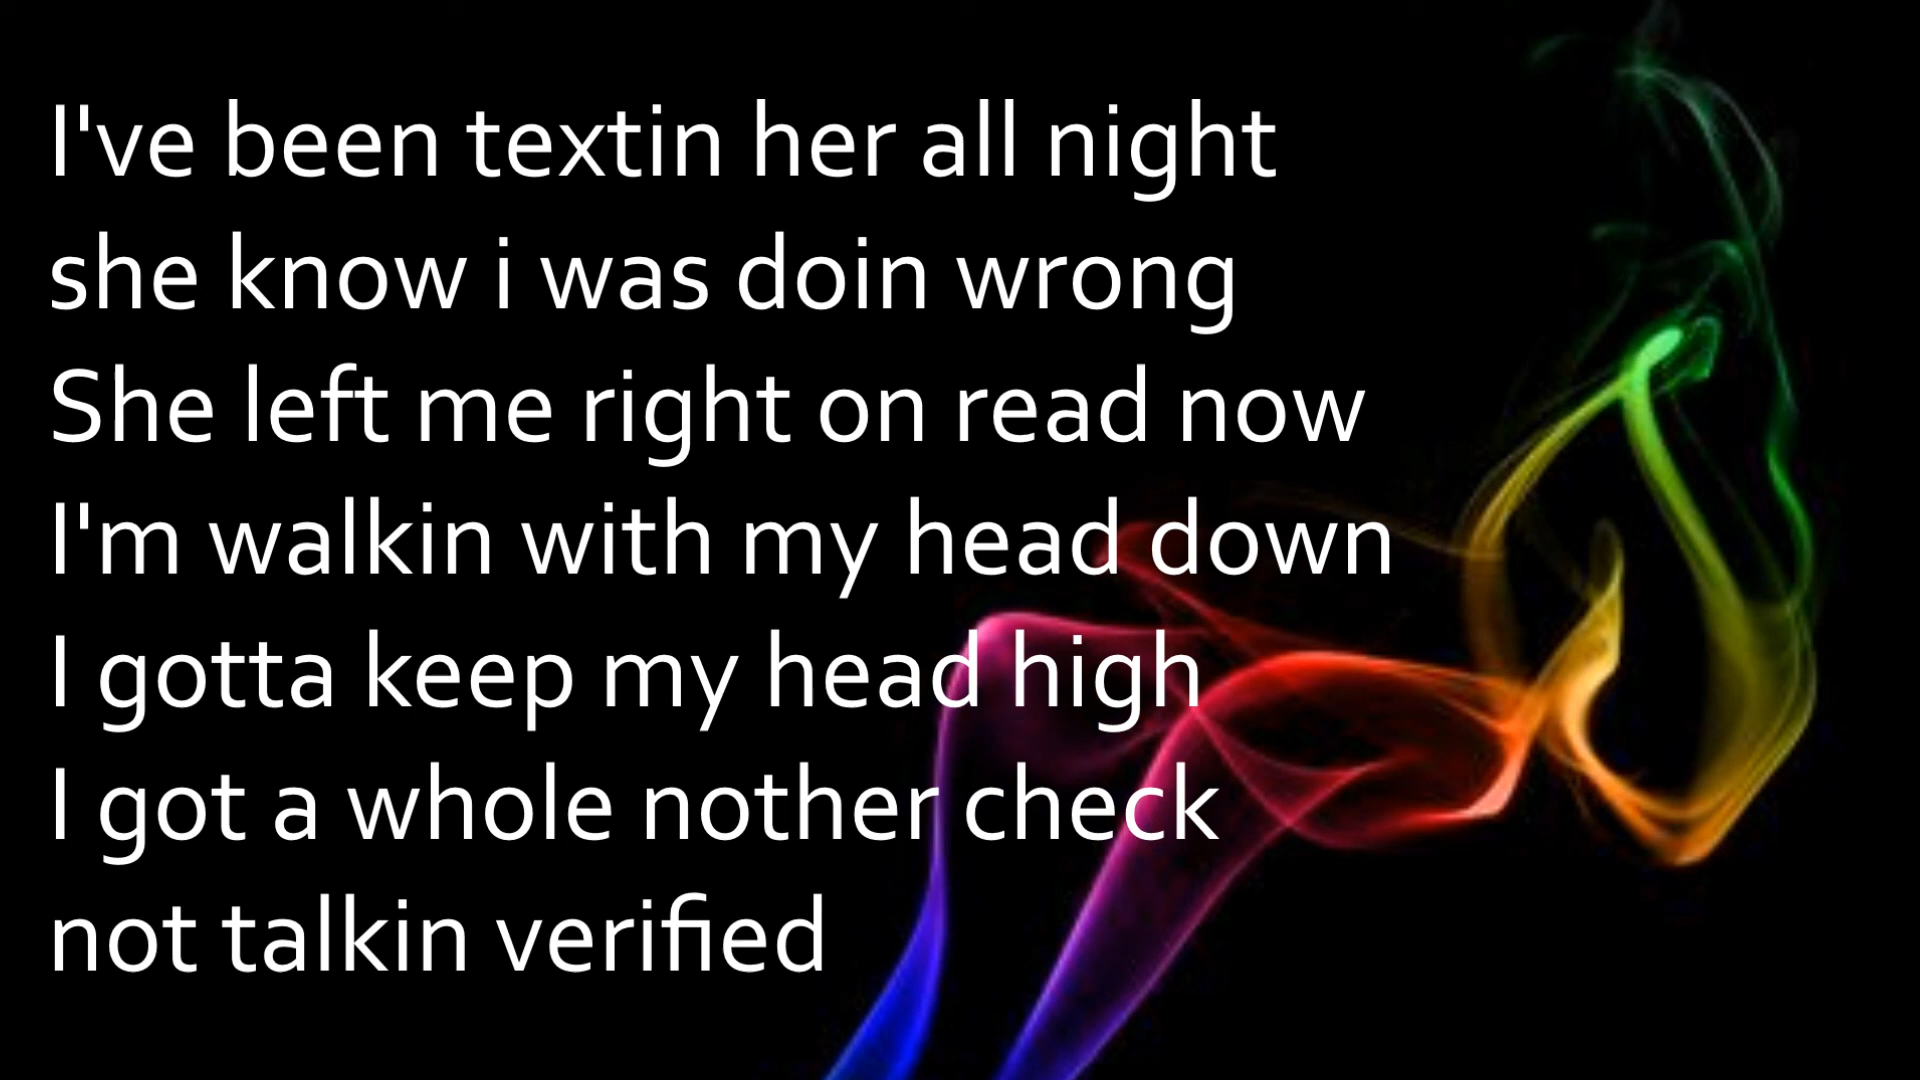 I've been textin her all night
she know i was doin wrong
She left me right on read now
I'm walkin with my head down
I gotta keep my head high
I got a whole nother check
not talkin verified